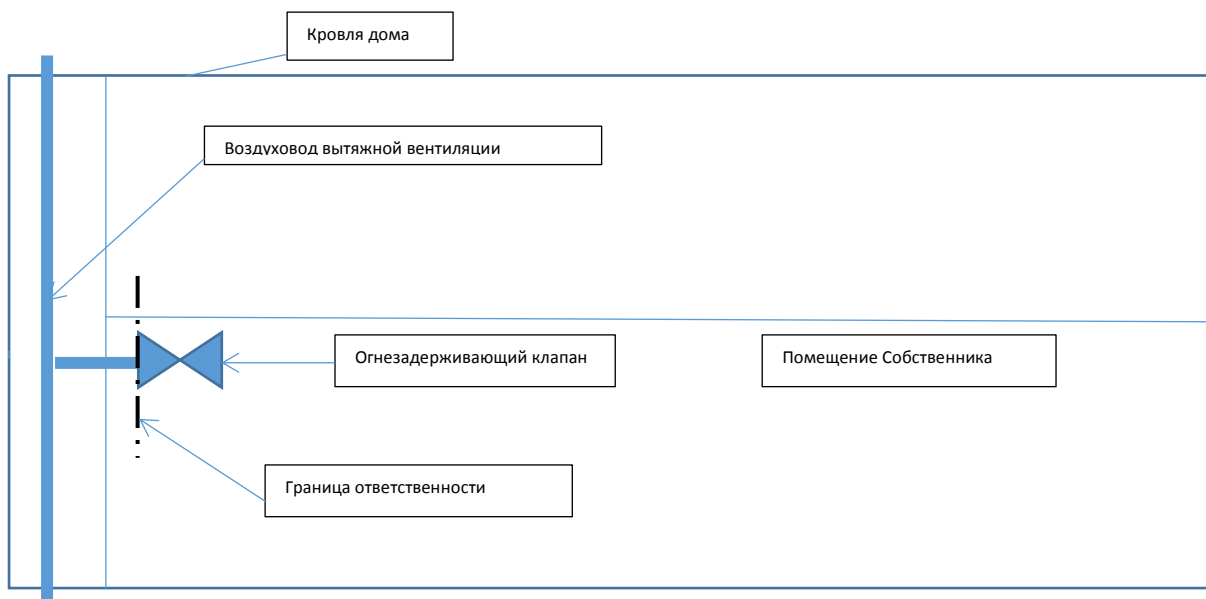 Кровля дома
Воздуховод вытяжной вентиляции
Огнезадерживающий клапан
Помещение Собственника
Граница ответственности